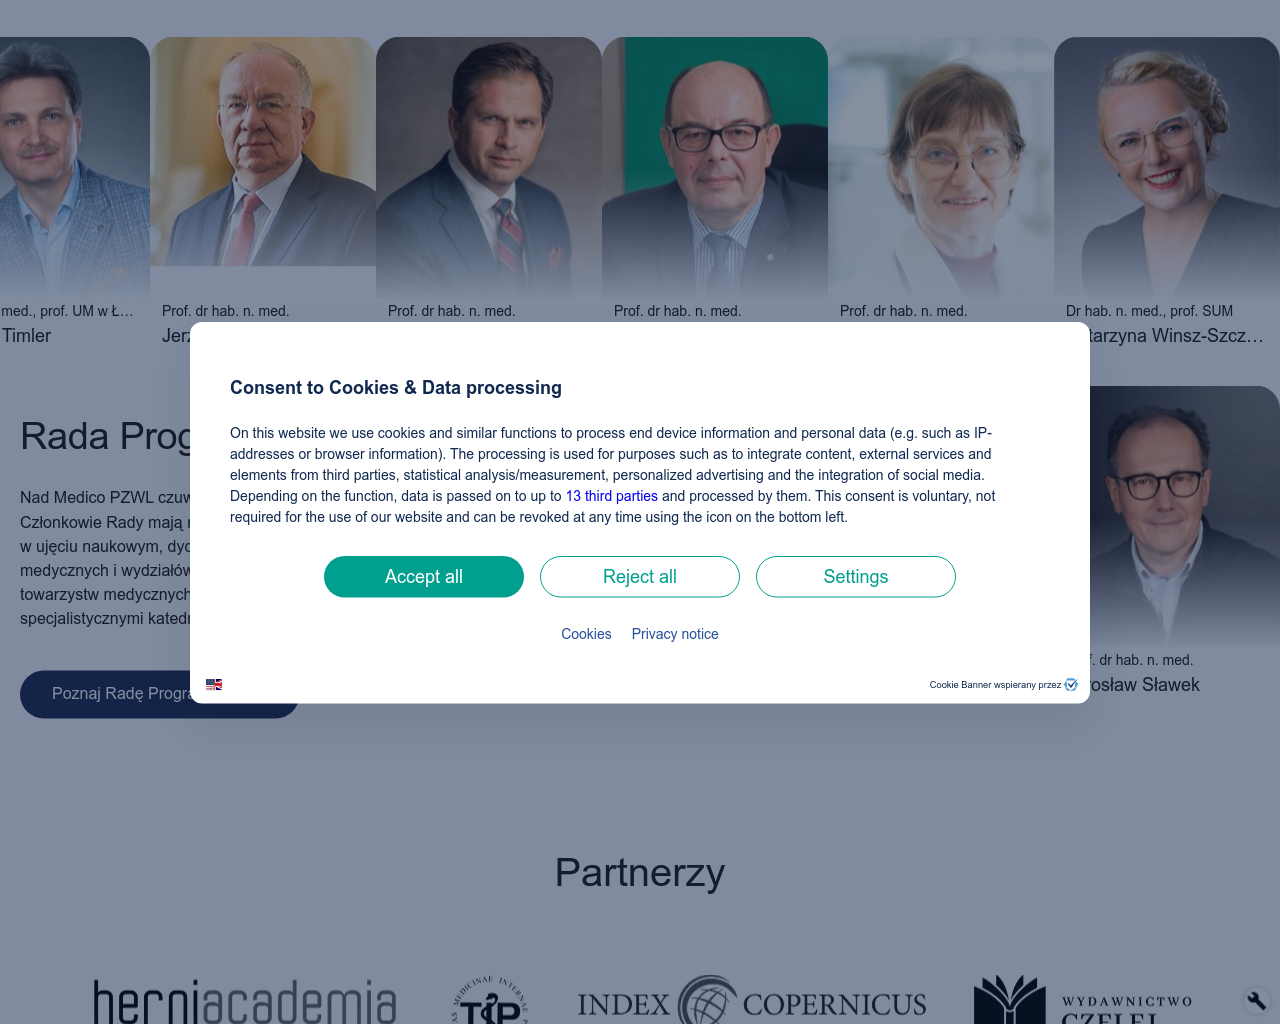 med., prof. UM w Ł...
Timler
Prof. dr hab. n. med.
Prof. dr hab. n. med.
Prof. dr hab. n. med.
Prof. dr hab. n. med.
Dr hab. n. med., prof. SUM
Winsz-Szcz...
Consent to Cookies & Data processing
On this website we use cookies and similar functions to process end device information and personal data (e.g. such as IP-
addresses or browser information). The processing is used for purposes such as to integrate content, external services and
elements from third parties, statistical analysis/measurement, personalized advertising and the integration of social media.
Depending on the function, data is passed on to up to 13 third parties and processed by them. This consent is voluntary, not
required for the use of our website and can be revoked at any time using the icon on the bottom left.
Accept all
Reject all
Settings
Cookies
Privacy notice
Cookie Banner wspierany przez
Rada
Nad Medico PZWL
Członkowie Rady mają
w ujęciu naukowym,
medycznych i wydziałów
towarzystw medycznych
specjalistycznymi
Poznaj Radę
dr hab. n. med.
Sławek
Partnerzy
herniacademia
MEDICINAE INTERNAE
TIP
INDEX COPERNICUS
WYDAWNICTWO
CZELEJ